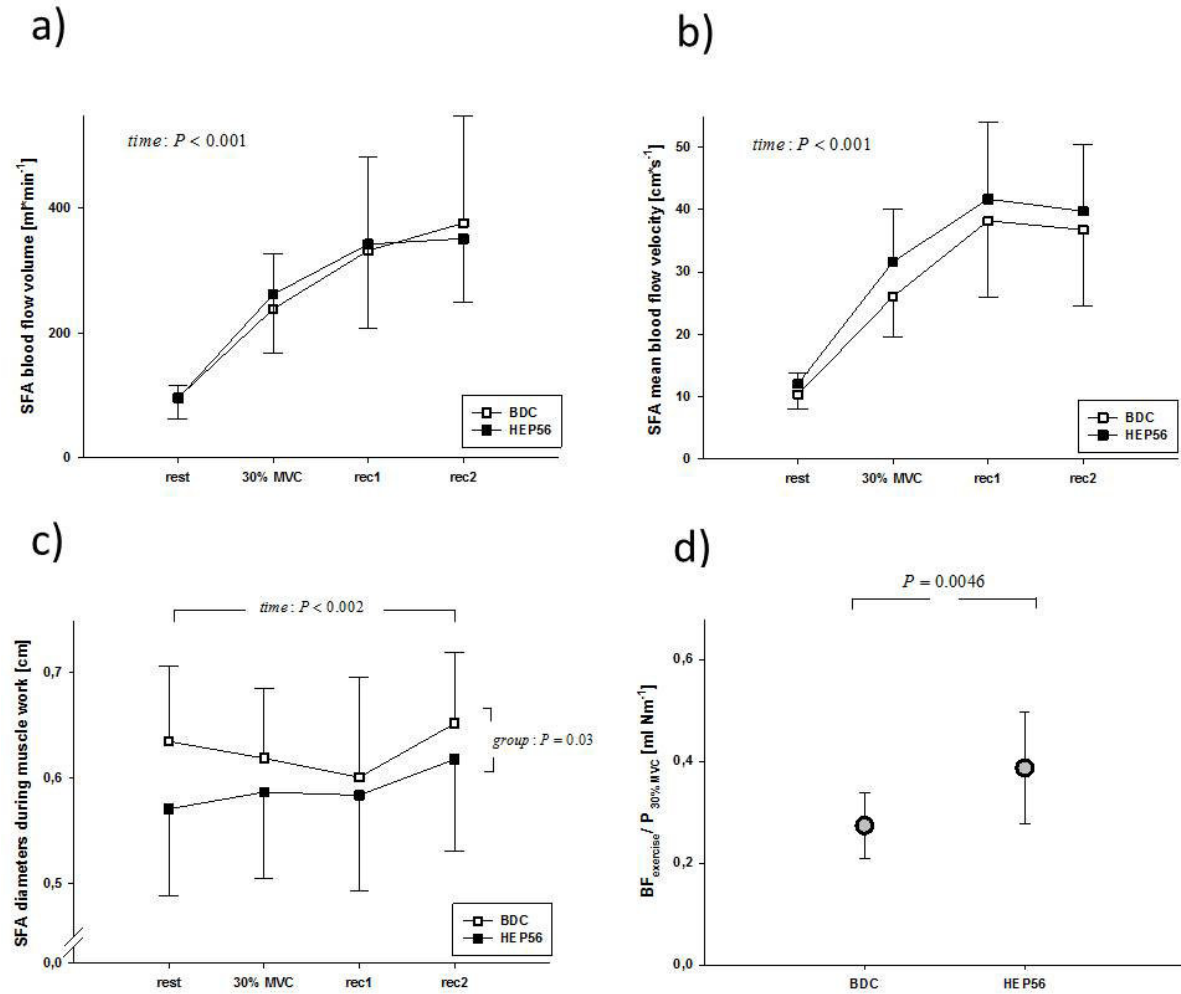 a)
SFA blood flow volume [ml*min-1]
time: P < 0.001
400
200
0
rest 30% MVC rec1 rec2
BDC
HEP56
b)
SFA mean blood flow velocity [cm*s-1]
time: P < 0.001
50
40
30
20
10
0
rest 30% MVC rec1 rec2
BDC
HEP56
c)
SFA diameters during muscle work [cm]
time: P < 0.002
0,7
0,6
0,5
0,0
group: P = 0.03
rest 30% MVC rec1 rec2
BDC
HEP56
d)
BFexercise/ P 30% MVC [ml Nm-1]
P = 0.0046
0,6
0,4
0,2
0,0
BDC HEP56